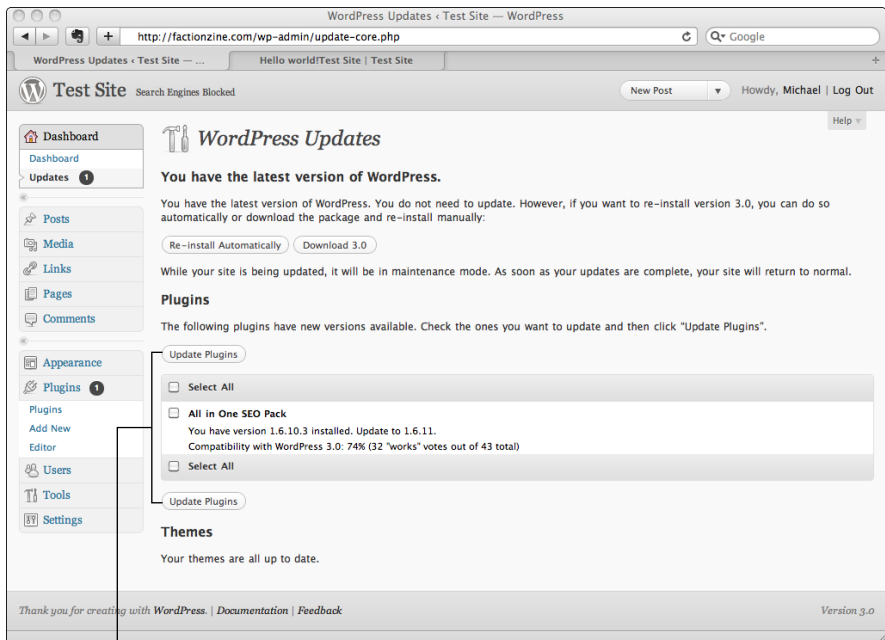 WordPress Updates ‹ Test Site — WordPress
http://factionzine.com/wp-admin/update-core.php
Google
WordPress Updates ‹ Test Site — ...
Hello world!Test Site | Test Site
Test Site
Search Engines Blocked
New Post
Howdy, Michael | Log Out
Help
Dashboard
Dashboard
Updates 1
Posts
Media
Links
Pages
Comments
Appearance
Plugins 1
Plugins
Add New
Editor
Users
Tools
Settings
WordPress Updates
You have the latest version of WordPress.
You have the latest version of WordPress. You do not need to update. However, if you want to re-install version 3.0, you can do so
automatically or download the package and re-install manually:
Re-install Automatically
Download 3.0
While your site is being updated, it will be in maintenance mode. As soon as your updates are complete, your site will return to normal.
Plugins
The following plugins have new versions available. Check the ones you want to update and then click “Update Plugins”.
Update Plugins
Select All
All in One SEO Pack
You have version 1.6.10.3 installed. Update to 1.6.11.
Compatibility with WordPress 3.0: 74% (32 "works" votes out of 43 total)
Select All
Update Plugins
Themes
Your themes are all up to date.
Thank you for creating with WordPress. | Documentation | Feedback
Version 3.0